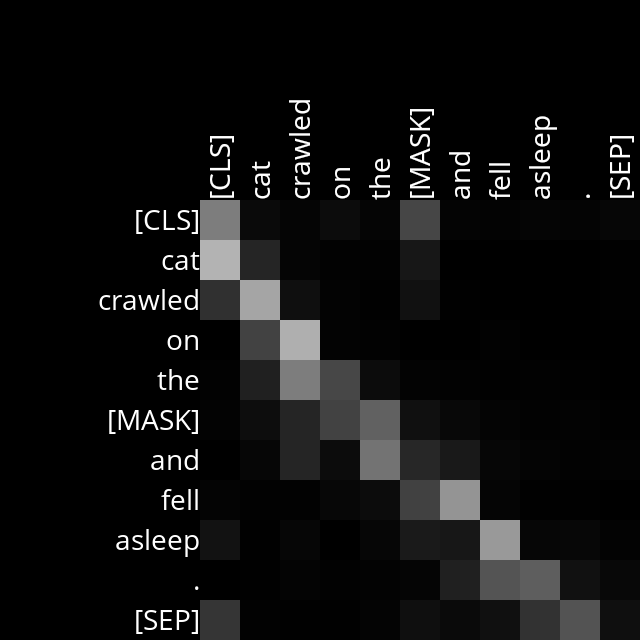 [CLS] cat crawled on the [MASK] and fell asleep . [SEP]
[CLS]
cat
crawled
on
the
[MASK]
and
fell
asleep
.
[SEP]